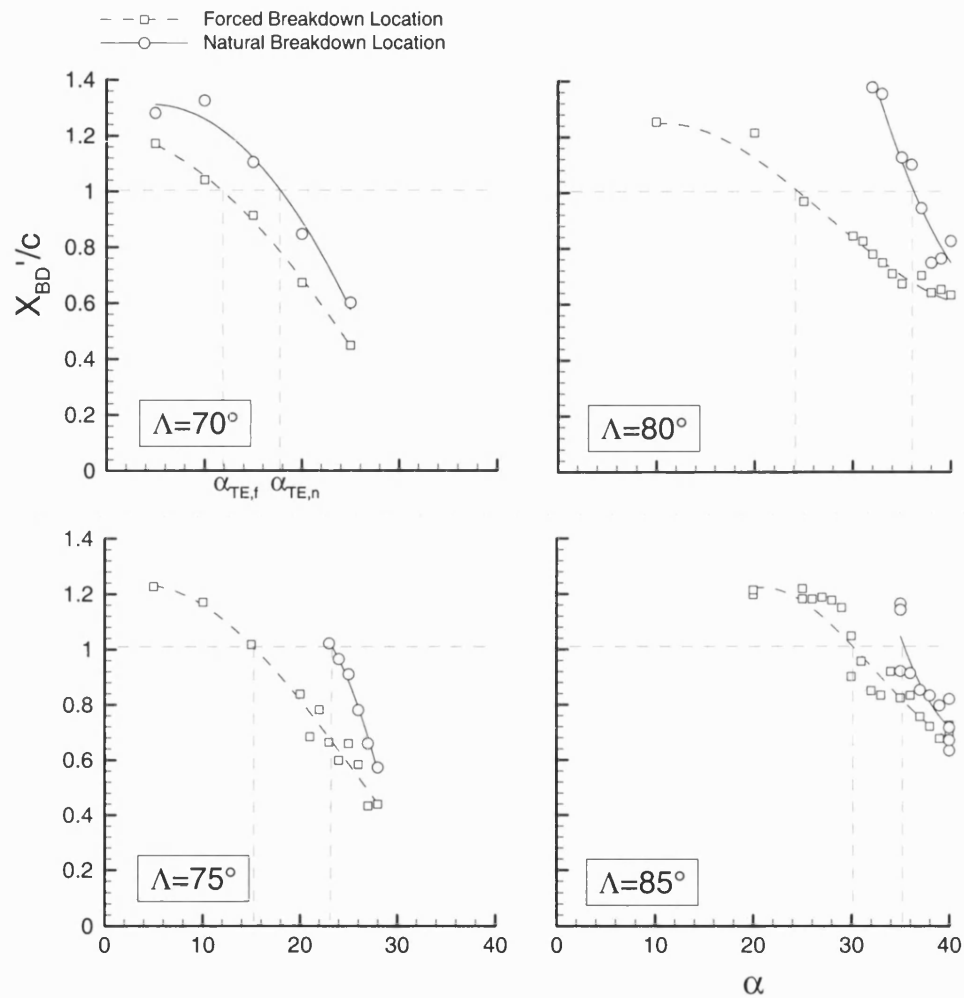 Forced Breakdown Location
Natural Breakdown Location
1.4
1.2
1
0.8
0.6
0.4
0.2
0
X_BD'/c
Λ=70°
α_TE,f α_TE,n
Λ=80°
1.4
1.2
1
0.8
0.6
0.4
0.2
0
Λ=75°
0 10 20 30 40
Λ=85°
0 10 20 30 40
α